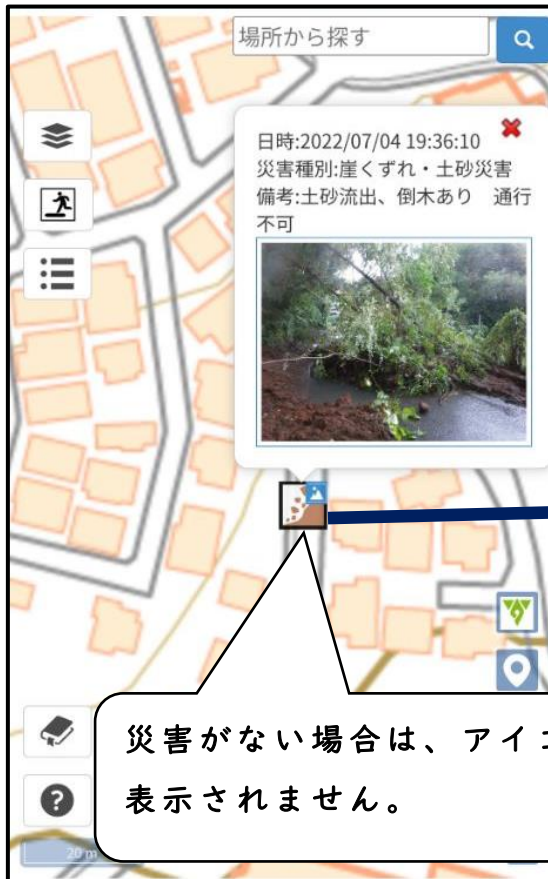 場所から探す
日時:2022/07/04 19:36:10
災害種別:崖くずれ・土砂災害
備考:土砂流出、倒木あり　通行
不可
災害がない場合は、アイコ
表示されません。
20 m